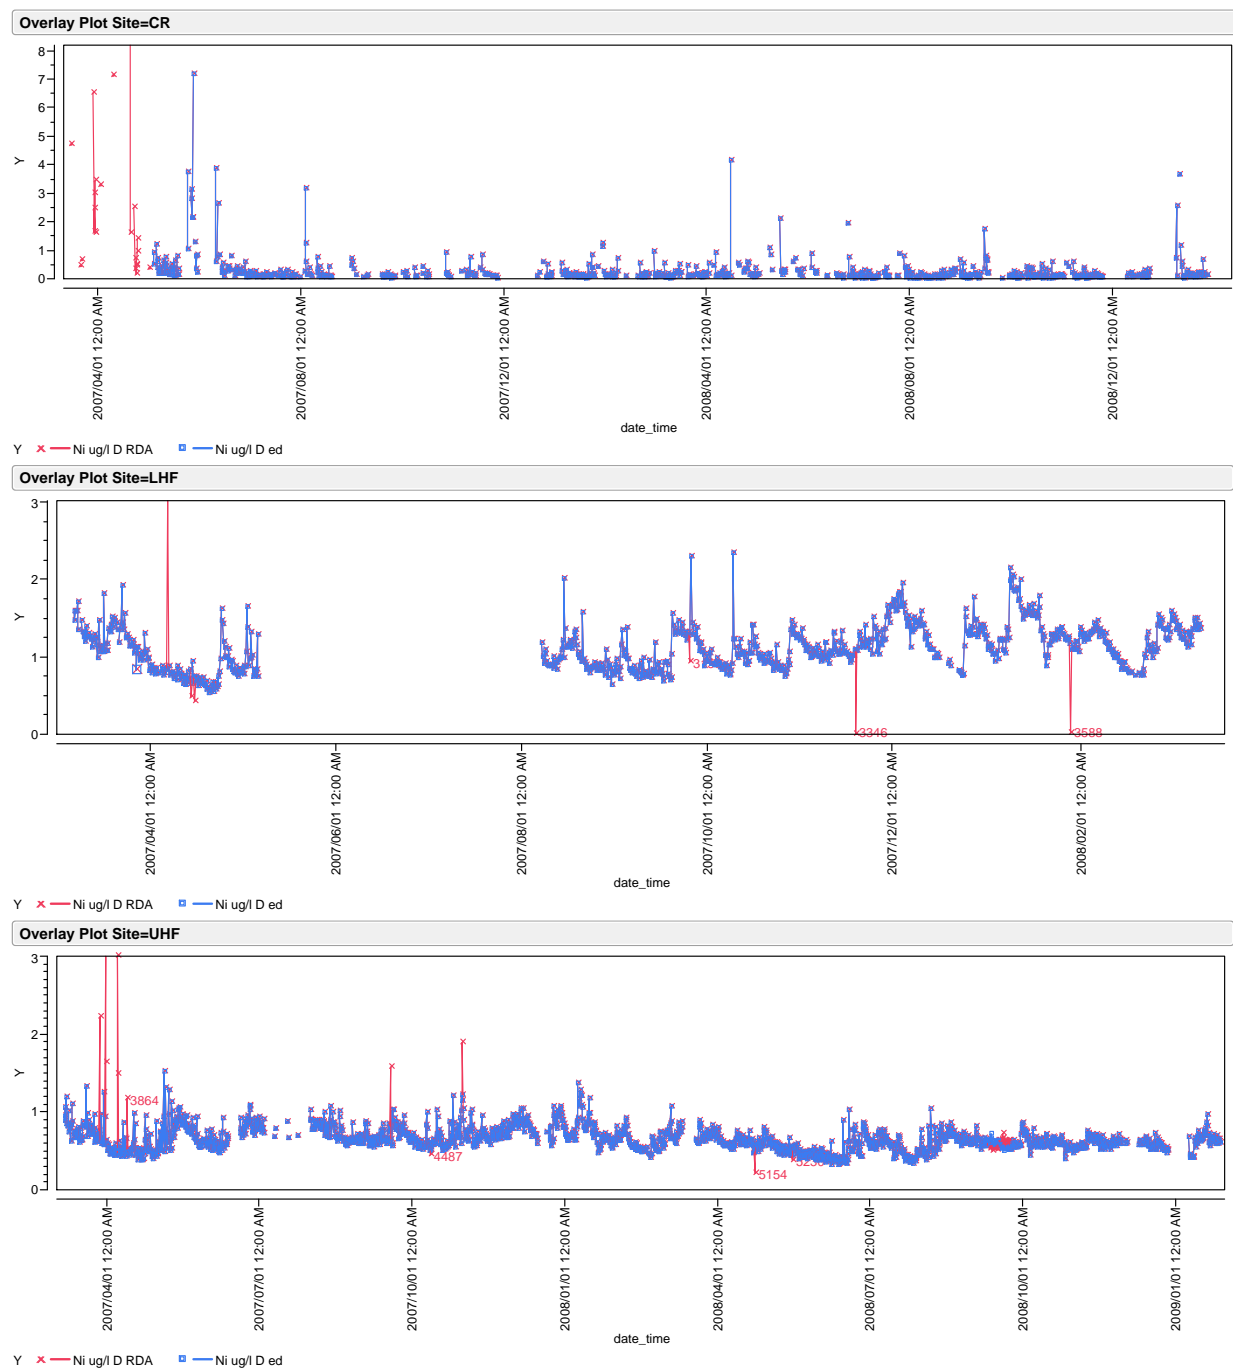 Overlay Plot Site=CR
8
7
6
5
4
3
2
1
0
Y
2007/04/01 12:00 AM
2007/08/01 12:00 AM
2007/12/01 12:00 AM
2008/04/01 12:00 AM
2008/08/01 12:00 AM
2008/12/01 12:00 AM
date_time
Y Ni ug/l D RDA Ni ug/l D ed
Overlay Plot Site=LHF
3
2
1
0
Y
3346
3588
2007/04/01 12:00 AM
2007/06/01 12:00 AM
2007/08/01 12:00 AM
2007/10/01 12:00 AM
2007/12/01 12:00 AM
2008/02/01 12:00 AM
date_time
Y Ni ug/l D RDA Ni ug/l D ed
Overlay Plot Site=UHF
3
2
1
0
Y
3864
4487
5154
2007/04/01 12:00 AM
2007/07/01 12:00 AM
2007/10/01 12:00 AM
2008/01/01 12:00 AM
2008/04/01 12:00 AM
2008/07/01 12:00 AM
2008/10/01 12:00 AM
2009/01/01 12:00 AM
date_time
Y Ni ug/l D RDA Ni ug/l D ed